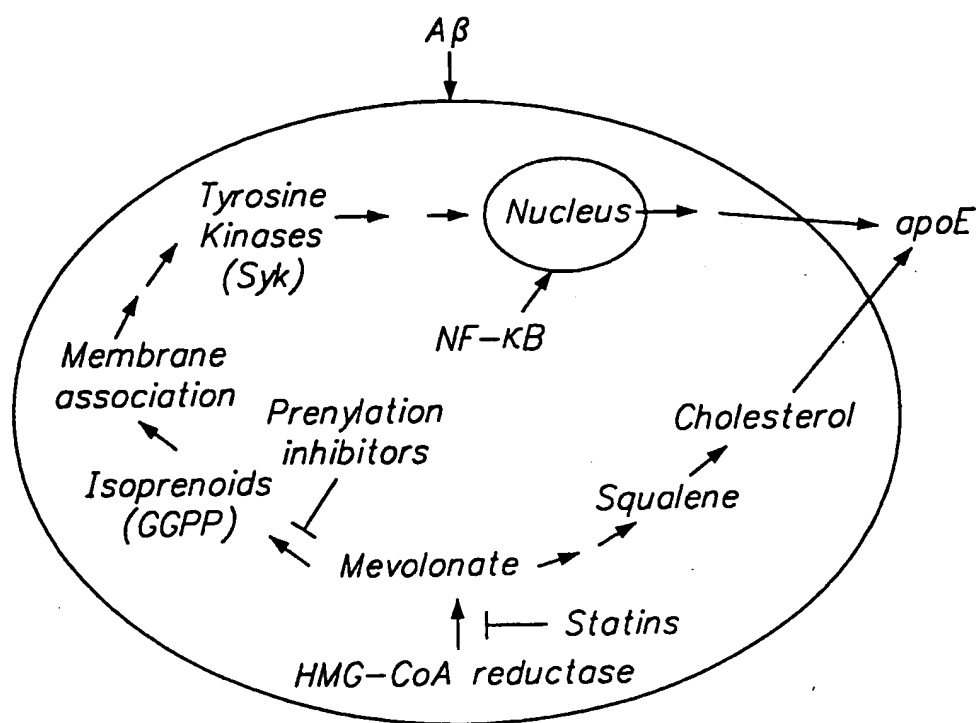 Aβ
Tyrosine
Kinases
(Syk)
Nucleus
apoE
NF-κB
Membrane
association
Prenylation
inhibitors
Cholesterol
Isoprenoids
(GGPP)
Squalene
Mevolonate
Statins
HMG-CoA reductase